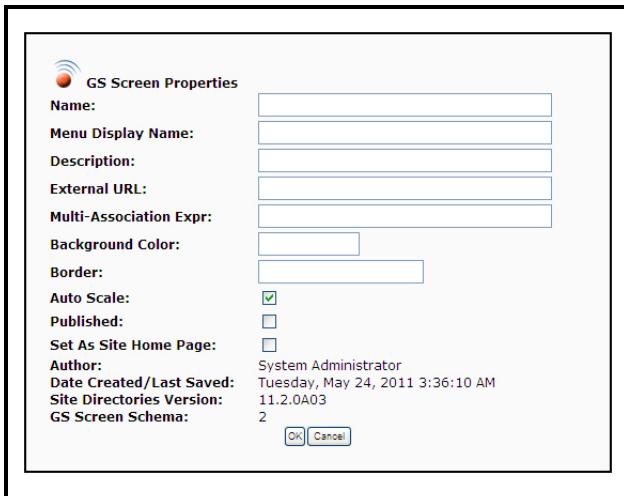 GS Screen Properties
Name:
Menu Display Name:
Description:
External URL:
Multi-Association Expr:
Background Color:
Border:
Auto Scale:
Published:
Set As Site Home Page:
Author: System Administrator
Date Created/Last Saved: Tuesday, May 24, 2011 3:36:10 AM
Site Directories Version: 11.2.0A03
GS Screen Schema: 2
OK Cancel